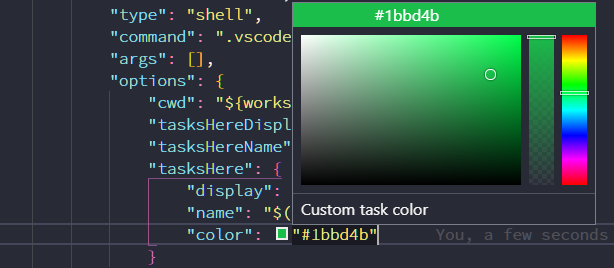 "type": "shell",
#1bbd4b
"command": ".vscode
"args": [],
"options": {
"cwd": "${works
"tasksHereDispl
"tasksHereName"
"tasksHere": {
"display":
"name": "$(
Custom task color
"color": "#1bbd4b" You, a few seconds
}